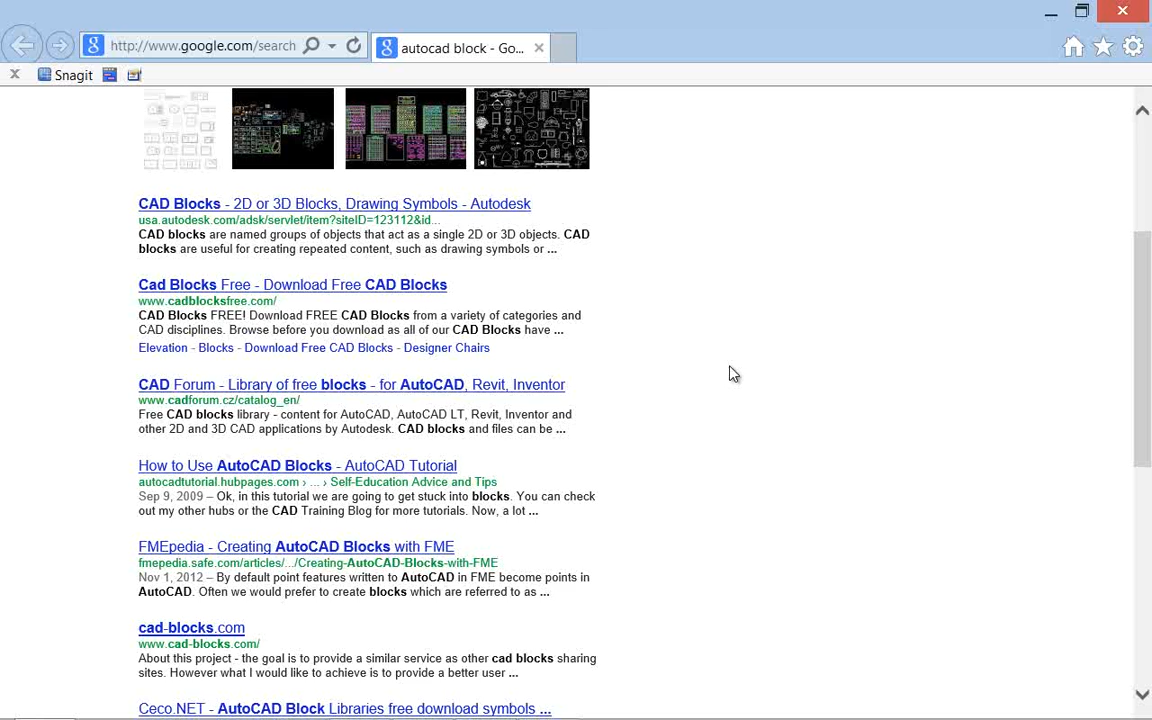 http://www.google.com/search
autocad block - Go...
Snagit
CAD Blocks - 2D or 3D Blocks, Drawing Symbols - Autodesk
usa.autodesk.com/adsk/servlet/item?siteID=123112&id...
CAD blocks are named groups of objects that act as a single 2D or 3D objects. CAD
blocks are useful for creating repeated content, such as drawing symbols or ...
Cad Blocks Free - Download Free CAD Blocks
www.cadblocksfree.com/
CAD Blocks FREE! Download FREE CAD Blocks from a variety of categories and
CAD disciplines. Browse before you download as all of our CAD Blocks have ...
Elevation - Blocks - Download Free CAD Blocks - Designer Chairs
CAD Forum - Library of free blocks - for AutoCAD, Revit, Inventor
www.cadforum.cz/catalog_en/
Free CAD blocks library - content for AutoCAD, AutoCAD LT, Revit, Inventor and
other 2D and 3D CAD applications by Autodesk. CAD blocks and files can be ...
How to Use AutoCAD Blocks - AutoCAD Tutorial
autocadtutorial.hubpages.com › ... › Self-Education Advice and Tips
Sep 9, 2009 – Ok, in this tutorial we are going to get stuck into blocks. You can check
out my other hubs or the CAD Training Blog for more tutorials. Now, a lot ...
FMEpedia - Creating AutoCAD Blocks with FME
fmepedia.safe.com/articles/.../Creating-AutoCAD-Blocks-with-FME
Nov 1, 2012 – By default point features written to AutoCAD in FME become points in
AutoCAD. Often we would prefer to create blocks which are referred to as ...
cad-blocks.com
www.cad-blocks.com/
About this project - the goal is to provide a similar service as other cad blocks sharing
sites. However what I would like to achieve is to provide a better user ...
Ceco.NET - AutoCAD Block Libraries free download symbols ...